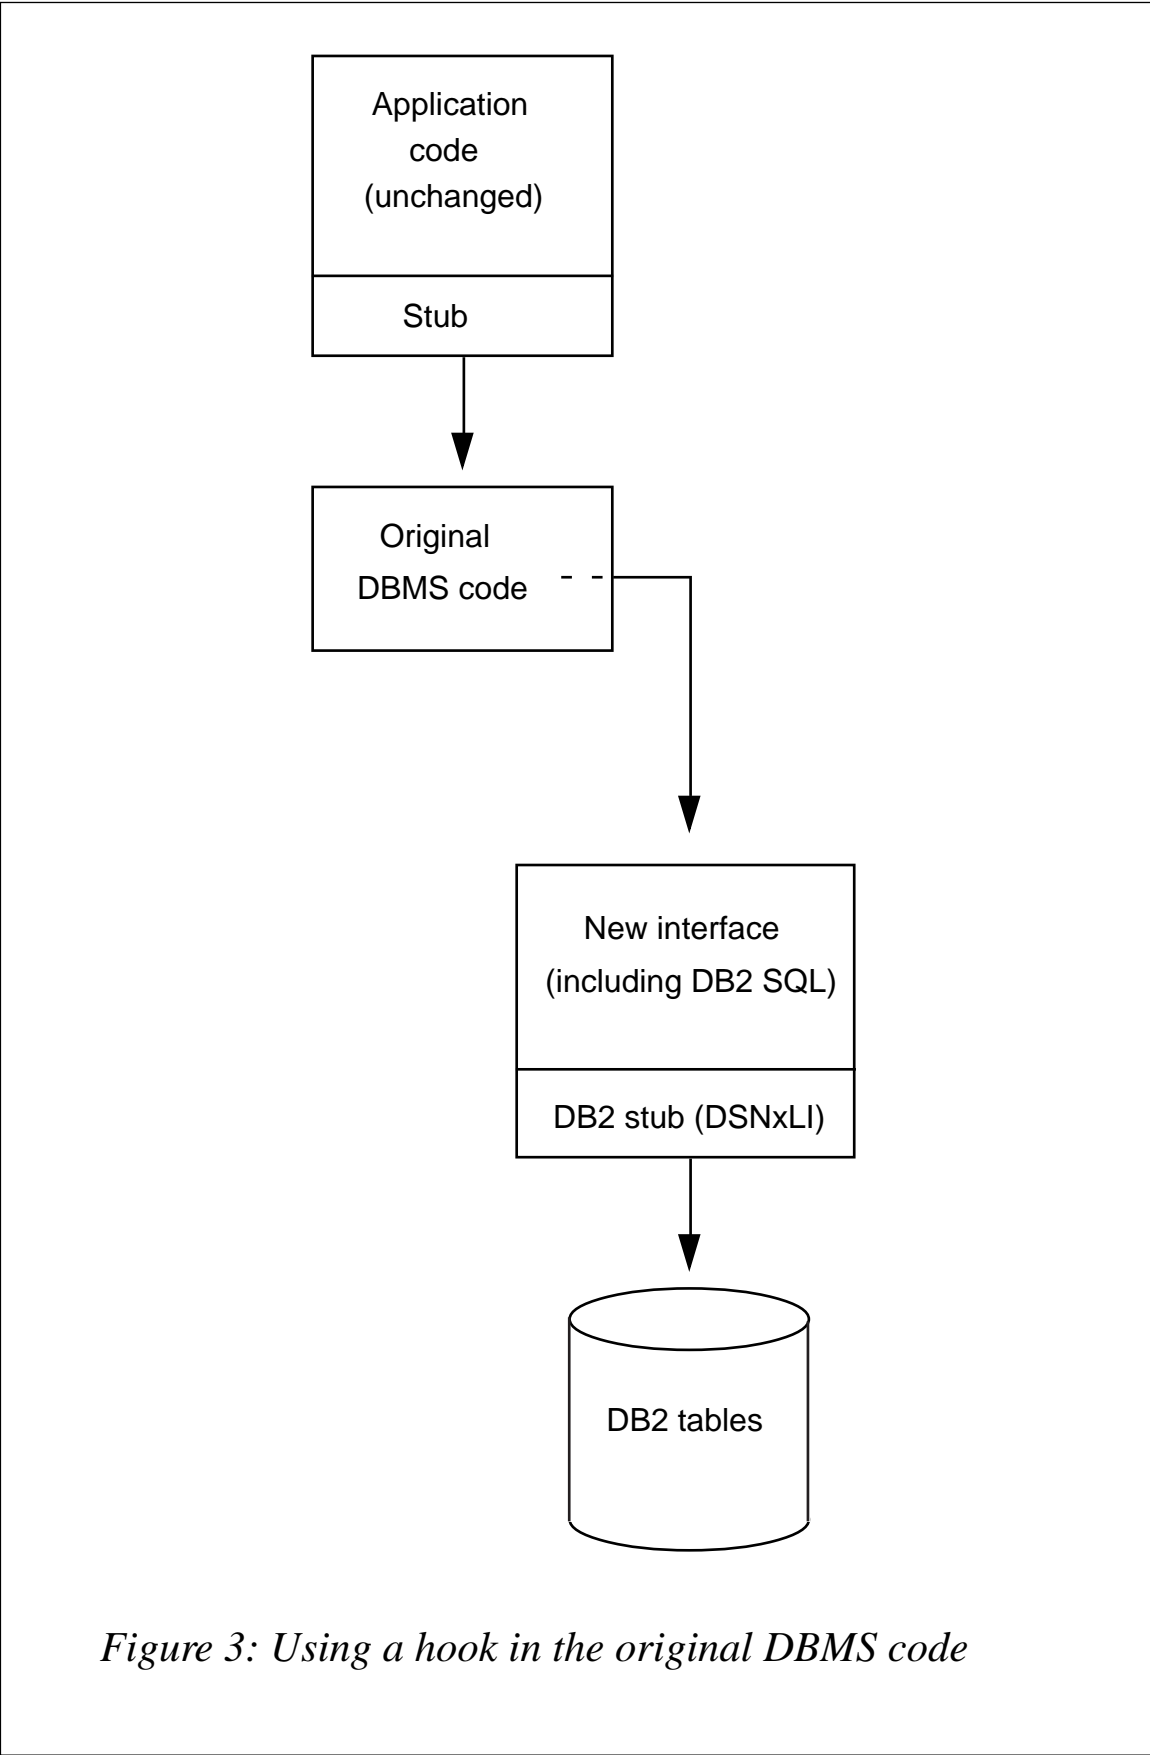 Application
code
(unchanged)
Stub
Original
DBMS code
New interface
(including DB2 SQL)
DB2 stub (DSNxLI)
DB2 tables
Figure 3: Using a hook in the original DBMS code